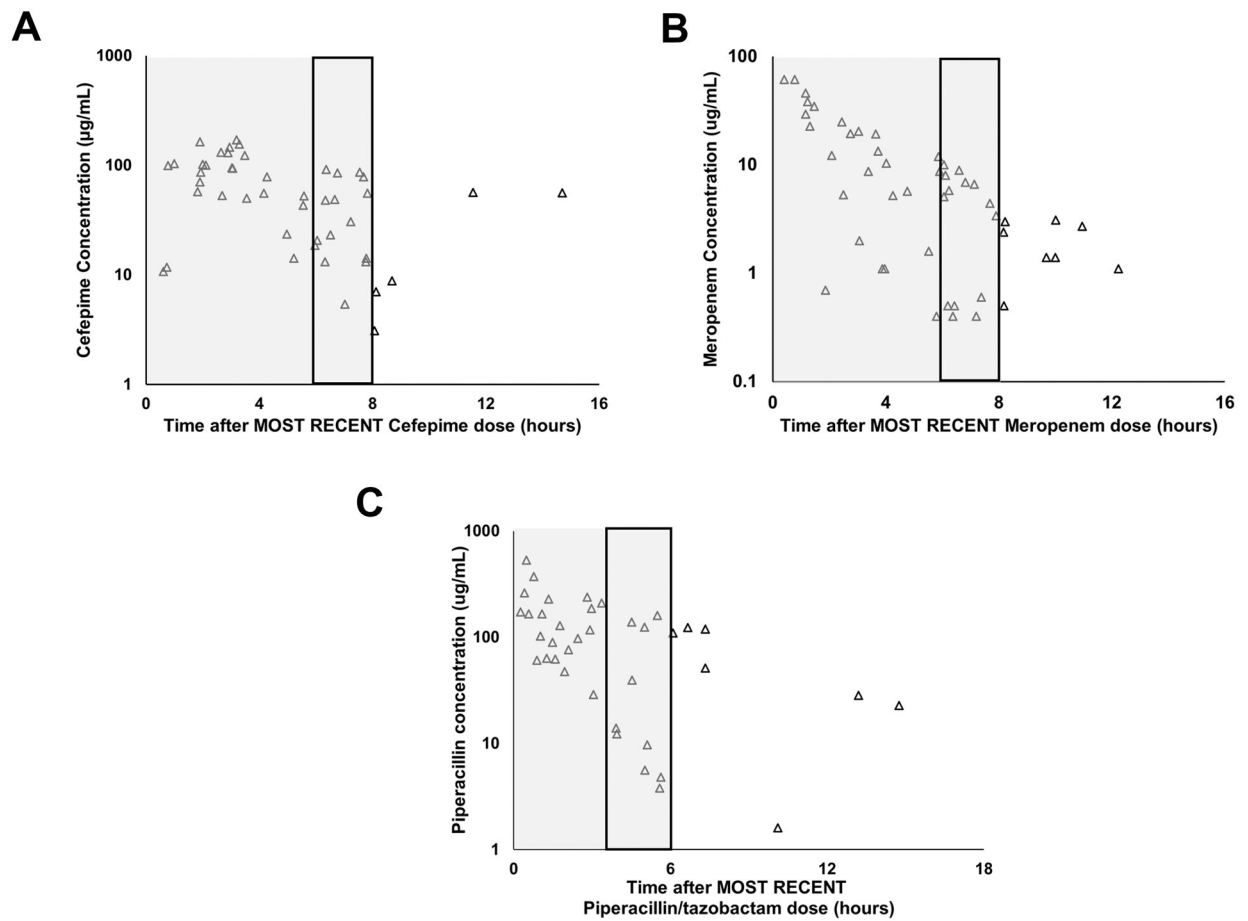 A
Cefepime Concentration (µg/mL)
1000
100
10
1
0 4 8 12 16
Time after MOST RECENT Cefepime dose (hours)
B
Meropenem Concentration (ug/mL)
100
10
1
0.1
0 4 8 12 16
Time after MOST RECENT Meropenem dose (hours)
C
Piperacillin concentration (ug/mL)
1000
100
10
1
0 6 12 18
Time after MOST RECENT
Piperacillin/tazobactam dose (hours)